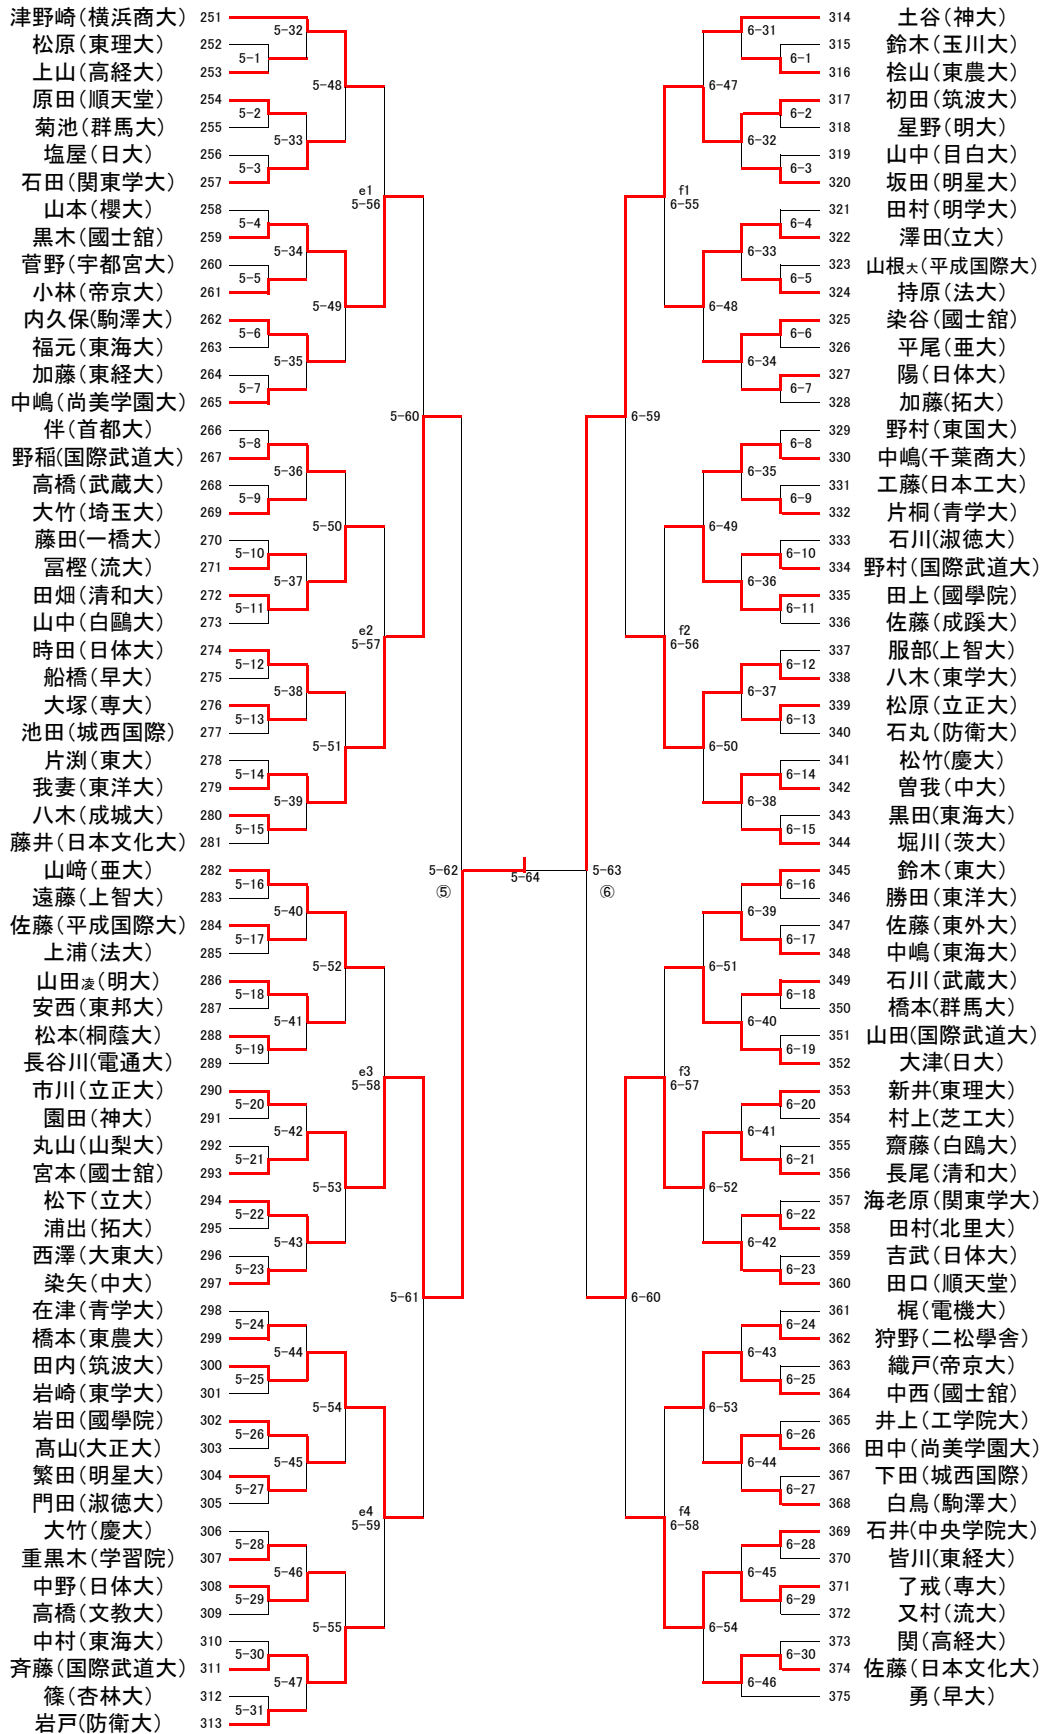 津野崎（横浜商大） 251
松原（東理大） 252
上山（高経大） 253
原田（順天堂） 254
菊池（群馬大） 255
塩屋（日大） 256
石田（関東学大） 257
山本（櫻大） 258
黒木（國士舘） 259
菅野（宇都宮大） 260
小林（帝京大） 261
内久保（駒澤大） 262
福元（東海大） 263
加藤（東経大） 264
中嶋（尚美学園大） 265
伴（首都大） 266
野稲（国際武道大） 267
高橋（武蔵大） 268
大竹（埼玉大） 269
藤田（一橋大） 270
冨樫（流大） 271
田畑（清和大） 272
山中（白鷗大） 273
時田（日体大） 274
船橋（早大） 275
大塚（専大） 276
池田（城西国際） 277
片渕（東大） 278
我妻（東洋大） 279
八木（成城大） 280
藤井（日本文化大） 281
山﨑（亜大） 282
遠藤（上智大） 283
佐藤（平成国際大） 284
上浦（法大） 285
山田凌（明大） 286
安西（東邦大） 287
松本（桐蔭大） 288
長谷川（電通大） 289
市川（立正大） 290
園田（神大） 291
丸山（山梨大） 292
宮本（國士舘） 293
松下（立大） 294
浦出（拓大） 295
西澤（大東大） 296
染矢（中大） 297
在津（青学大） 298
橋本（東農大） 299
田内（筑波大） 300
岩崎（東学大） 301
岩田（國學院） 302
髙山（大正大） 303
繁田（明星大） 304
門田（淑徳大） 305
大竹（慶大） 306
重黒木（学習院） 307
中野（日体大） 308
高橋（文教大） 309
中村（東海大） 310
斉藤（国際武道大） 311
篠（杏林大） 312
岩戸（防衛大） 313
5-1
5-2
5-3
5-4
5-5
5-6
5-7
5-8
5-9
5-10
5-11
5-12
5-13
5-14
5-15
5-16
5-17
5-18
5-19
5-20
5-21
5-22
5-23
5-24
5-25
5-26
5-27
5-28
5-29
5-30
5-31
5-32
5-33
5-34
5-35
5-36
5-37
5-38
5-39
5-40
5-41
5-42
5-43
5-44
5-45
5-46
5-47
5-48
5-49
5-50
5-51
5-52
5-53
5-54
5-55
e1
5-56
e2
5-57
e3
5-58
e4
5-59
5-60
5-61
5-62
⑤
5-64
5-63
⑥
6-59
6-60
f1
6-55
f2
6-56
f3
6-57
f4
6-58
6-47
6-48
6-49
6-50
6-51
6-52
6-53
6-54
6-31
6-32
6-33
6-34
6-35
6-36
6-37
6-38
6-39
6-40
6-41
6-42
6-43
6-44
6-45
6-46
6-1
6-2
6-3
6-4
6-5
6-6
6-7
6-8
6-9
6-10
6-11
6-12
6-13
6-14
6-15
6-16
6-17
6-18
6-19
6-20
6-21
6-22
6-23
6-24
6-25
6-26
6-27
6-28
6-29
6-30
314 土谷（神大）
315 鈴木（玉川大）
316 桧山（東農大）
317 初田（筑波大）
318 星野（明大）
319 山中（目白大）
320 坂田（明星大）
321 田村（明学大）
322 澤田（立大）
323 山根大（平成国際大）
324 持原（法大）
325 染谷（國士舘）
326 平尾（亜大）
327 陽（日体大）
328 加藤（拓大）
329 野村（東国大）
330 中嶋（千葉商大）
331 工藤（日本工大）
332 片桐（青学大）
333 石川（淑徳大）
334 野村（国際武道大）
335 田上（國學院）
336 佐藤（成蹊大）
337 服部（上智大）
338 八木（東学大）
339 松原（立正大）
340 石丸（防衛大）
341 松竹（慶大）
342 曽我（中大）
343 黒田（東海大）
344 堀川（茨大）
345 鈴木（東大）
346 勝田（東洋大）
347 佐藤（東外大）
348 中嶋（東海大）
349 石川（武蔵大）
350 橋本（群馬大）
351 山田（国際武道大）
352 大津（日大）
353 新井（東理大）
354 村上（芝工大）
355 齋藤（白鴎大）
356 長尾（清和大）
357 海老原（関東学大）
358 田村（北里大）
359 吉武（日体大）
360 田口（順天堂）
361 梶（電機大）
362 狩野（二松學舎）
363 織戸（帝京大）
364 中西（國士舘）
365 井上（工学院大）
366 田中（尚美学園大）
367 下田（城西国際）
368 白鳥（駒澤大）
369 石井（中央学院大）
370 皆川（東経大）
371 了戒（専大）
372 又村（流大）
373 関（高経大）
374 佐藤（日本文化大）
375 勇（早大）